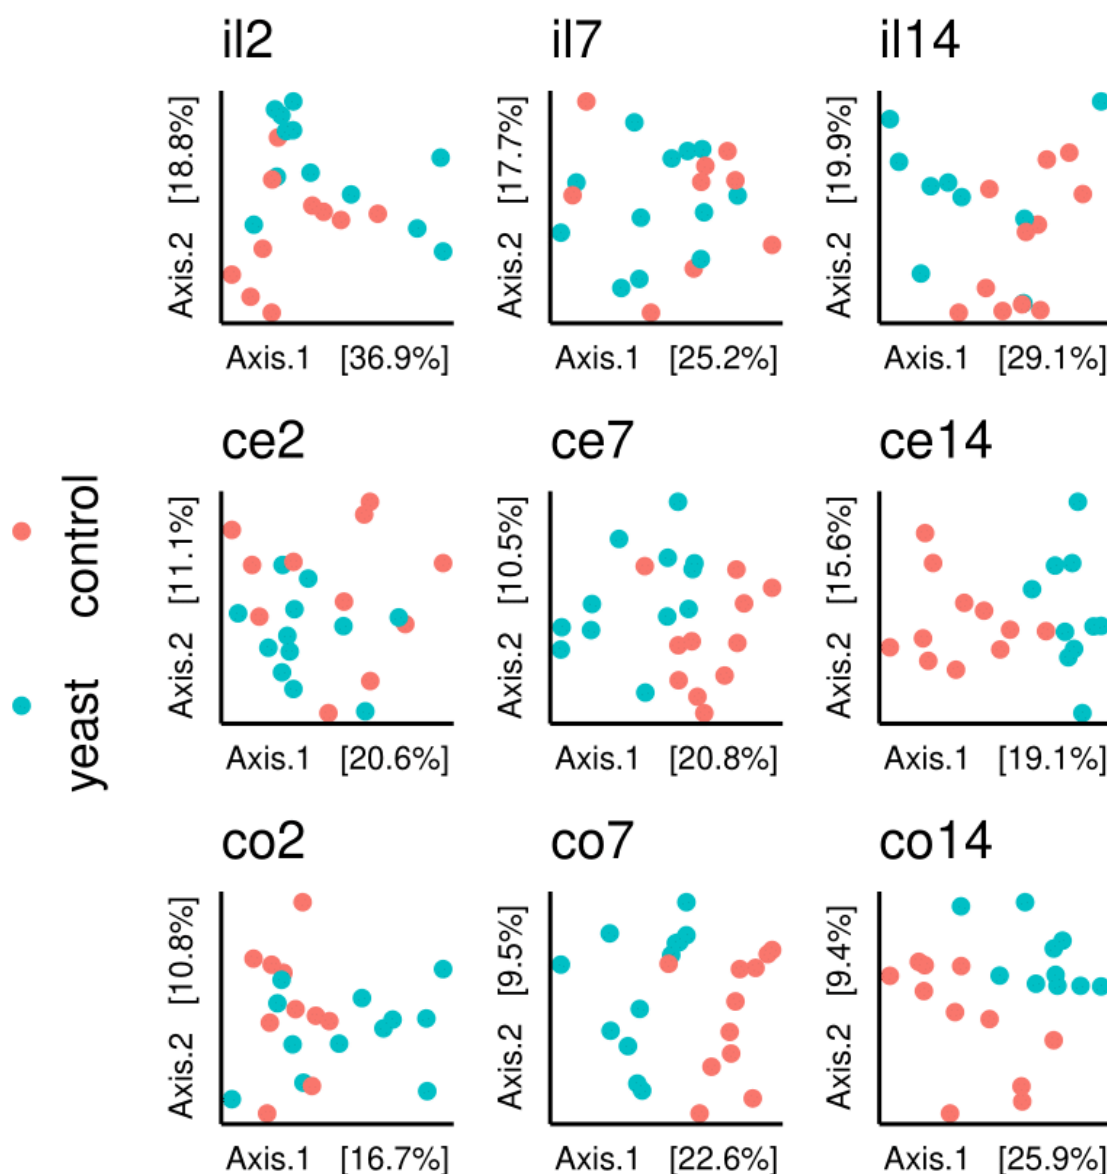 il2
il7
il14
Axis.2 [18.8%]
Axis.1 [36.9%]
Axis.2 [17.7%]
Axis.1 [25.2%]
Axis.2 [19.9%]
Axis.1 [29.1%]
yeast control
ce2
ce7
ce14
Axis.2 [11.1%]
Axis.1 [20.6%]
Axis.2 [10.5%]
Axis.1 [20.8%]
Axis.2 [15.6%]
Axis.1 [19.1%]
co2
co7
co14
Axis.2 [10.8%]
Axis.1 [16.7%]
Axis.2 [9.5%]
Axis.1 [22.6%]
Axis.2 [9.4%]
Axis.1 [25.9%]